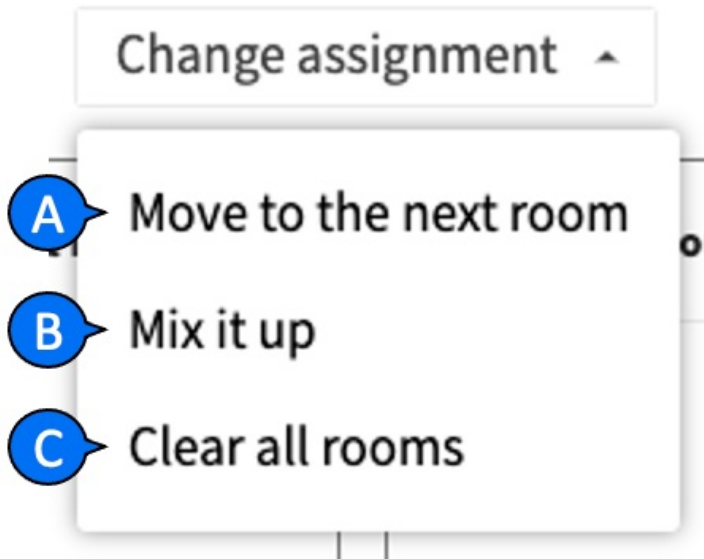 Change assignment
A Move to the next room
B Mix it up
C Clear all rooms